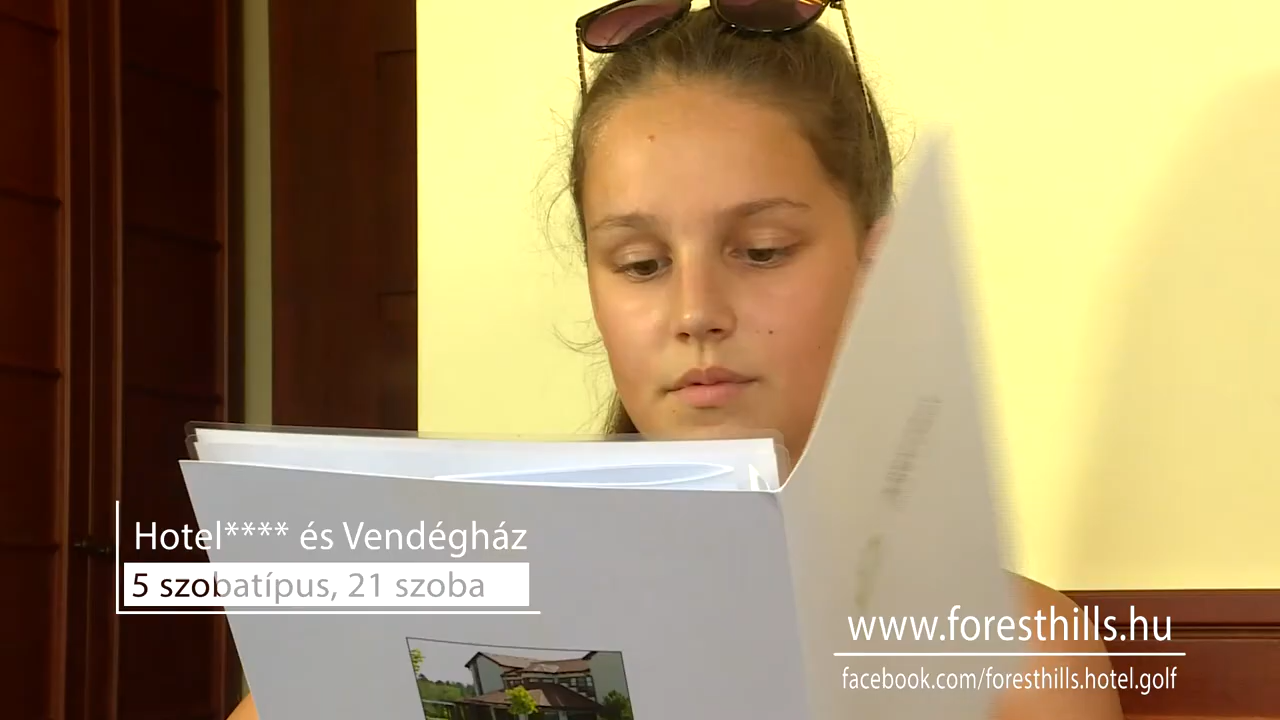 Hotel**** és Vendégház
5 szobatípus, 21 szoba
www.foresthills.hu
facebook.com/foresthills.hotel.golf